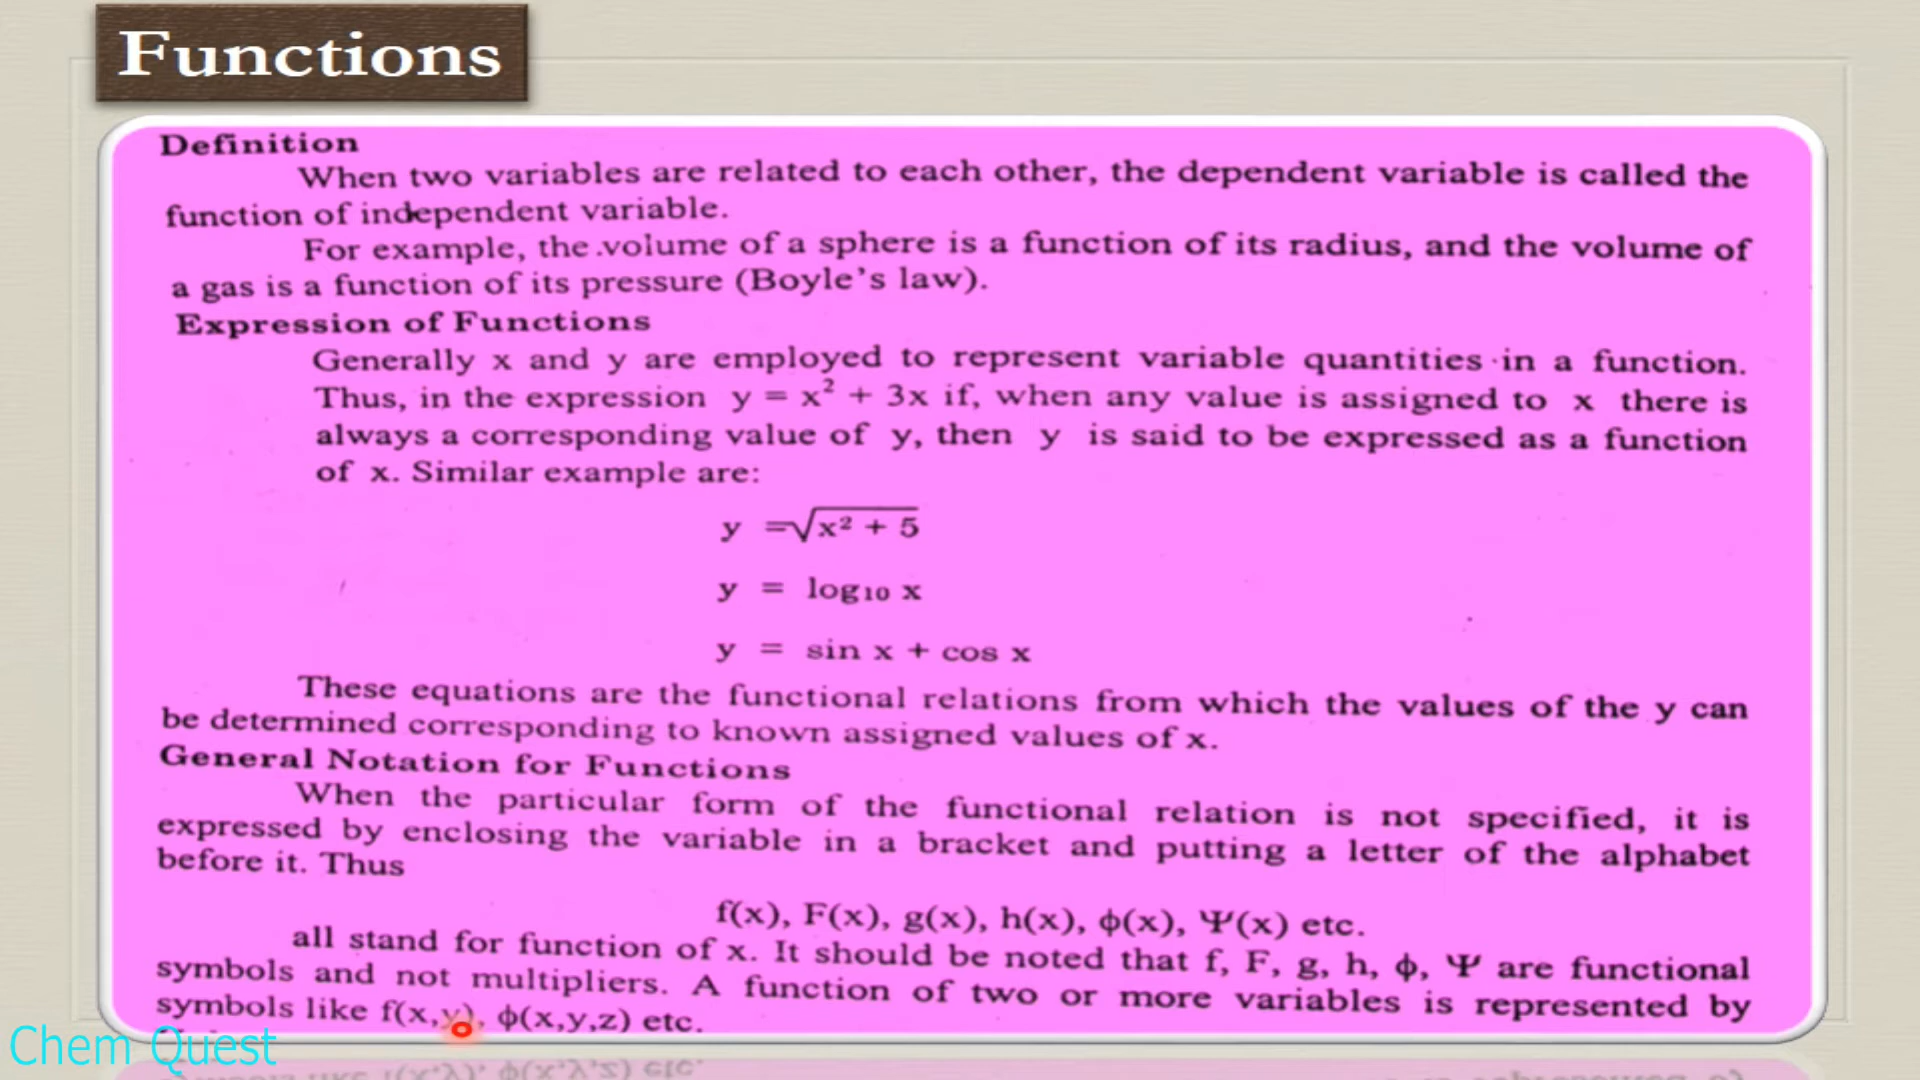 Functions
Definition
When two variables are related to each other, the dependent variable is called the
function of independent variable.
For example, the volume of a sphere is a function of its radius, and the volume of
a gas is a function of its pressure (Boyle's law).
Expression of Functions
Generally x and y are employed to represent variable quantities in a function.
Thus, in the expression y = x² + 3x if, when any value is assigned to x there is
always a corresponding value of y, then y is said to be expressed as a function
of x. Similar example are:
y = √x² + 5
y = log₁₀ x
y = sin x + cos x
These equations are the functional relations from which the values of the y can
be determined corresponding to known assigned values of x.
General Notation for Functions
When the particular form of the functional relation is not specified, it is
expressed by enclosing the variable in a bracket and putting a letter of the alphabet
before it. Thus
f(x), F(x), g(x), h(x), ϕ(x), Ψ(x) etc.
all stand for function of x. It should be noted that f, F, g, h, ϕ, Ψ are functional
symbols and not multipliers. A function of two or more variables is represented by
symbols like f(x,y), ϕ(x,y,z) etc.
Chem Quest